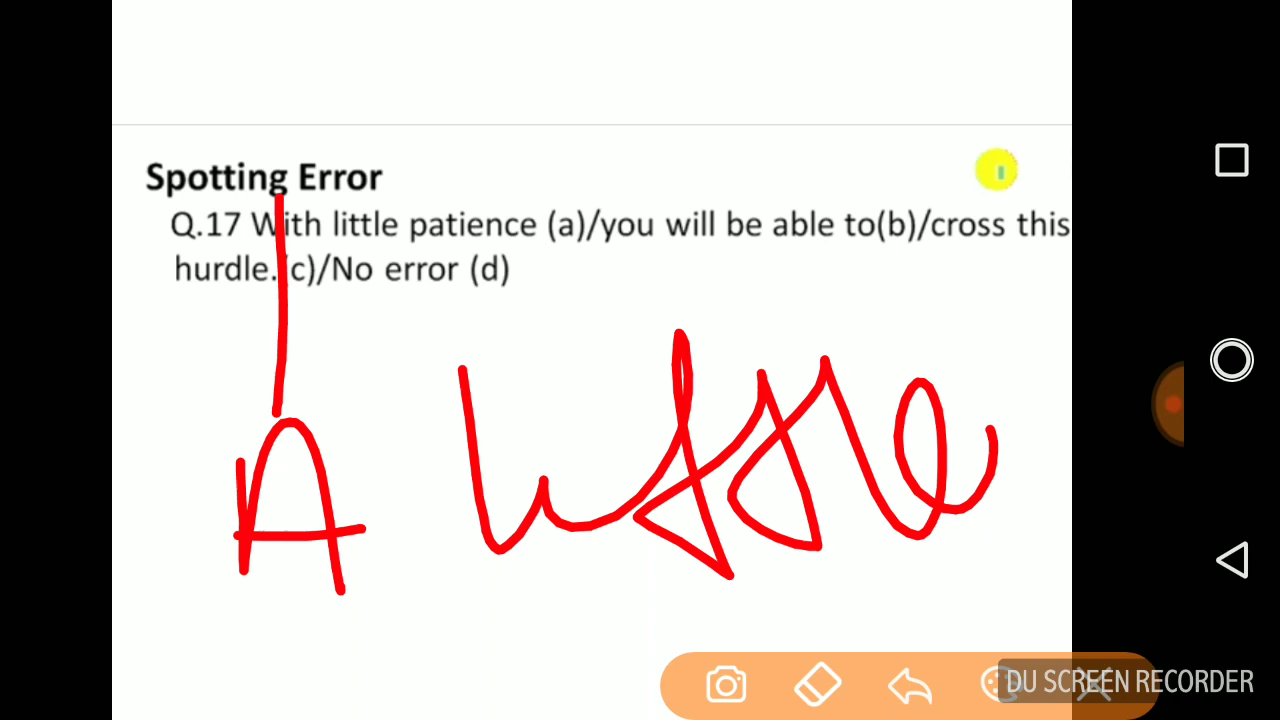 Spotting Error
Q.17 With little patience (a)/you will be able to(b)/cross this
hurdle.(c)/No error (d)
A little
DU SCREEN RECORDER